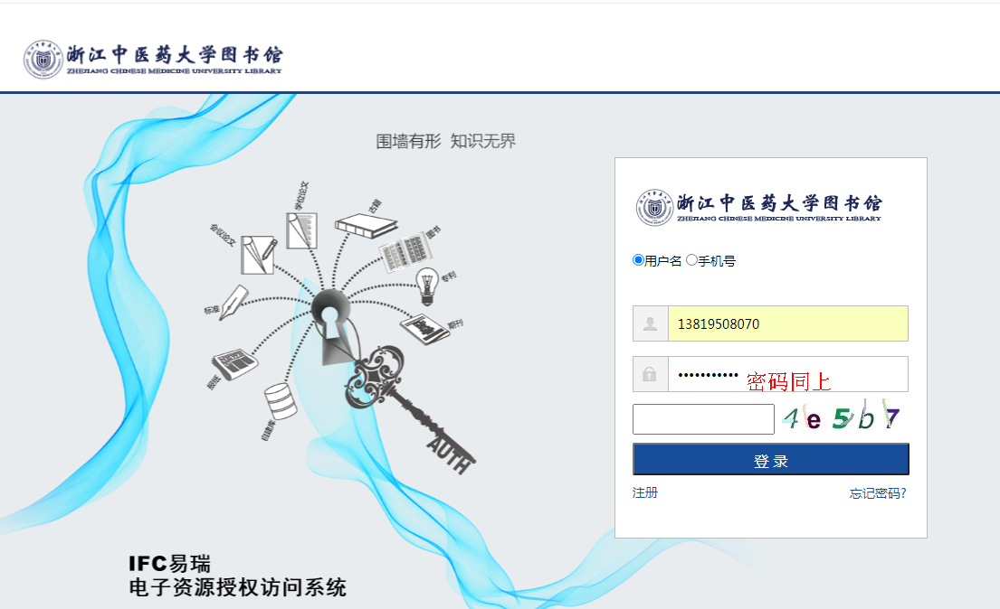 浙江中医药大学图书馆
ZHEJIANG CHINESE MEDICINE UNIVERSITY LIBRARY
围墙有形 知识无界
学位论文
古籍
会议论文
图书
专利
标准
期刊
报纸
自建库
AUTH
IFC易瑞
电子资源授权访问系统
浙江中医药大学图书馆
ZHEJIANG CHINESE MEDICINE UNIVERSITY LIBRARY
用户名 手机号
13819508070
••••••••••• 密码同上
4e5b7
登 录
注册 忘记密码?